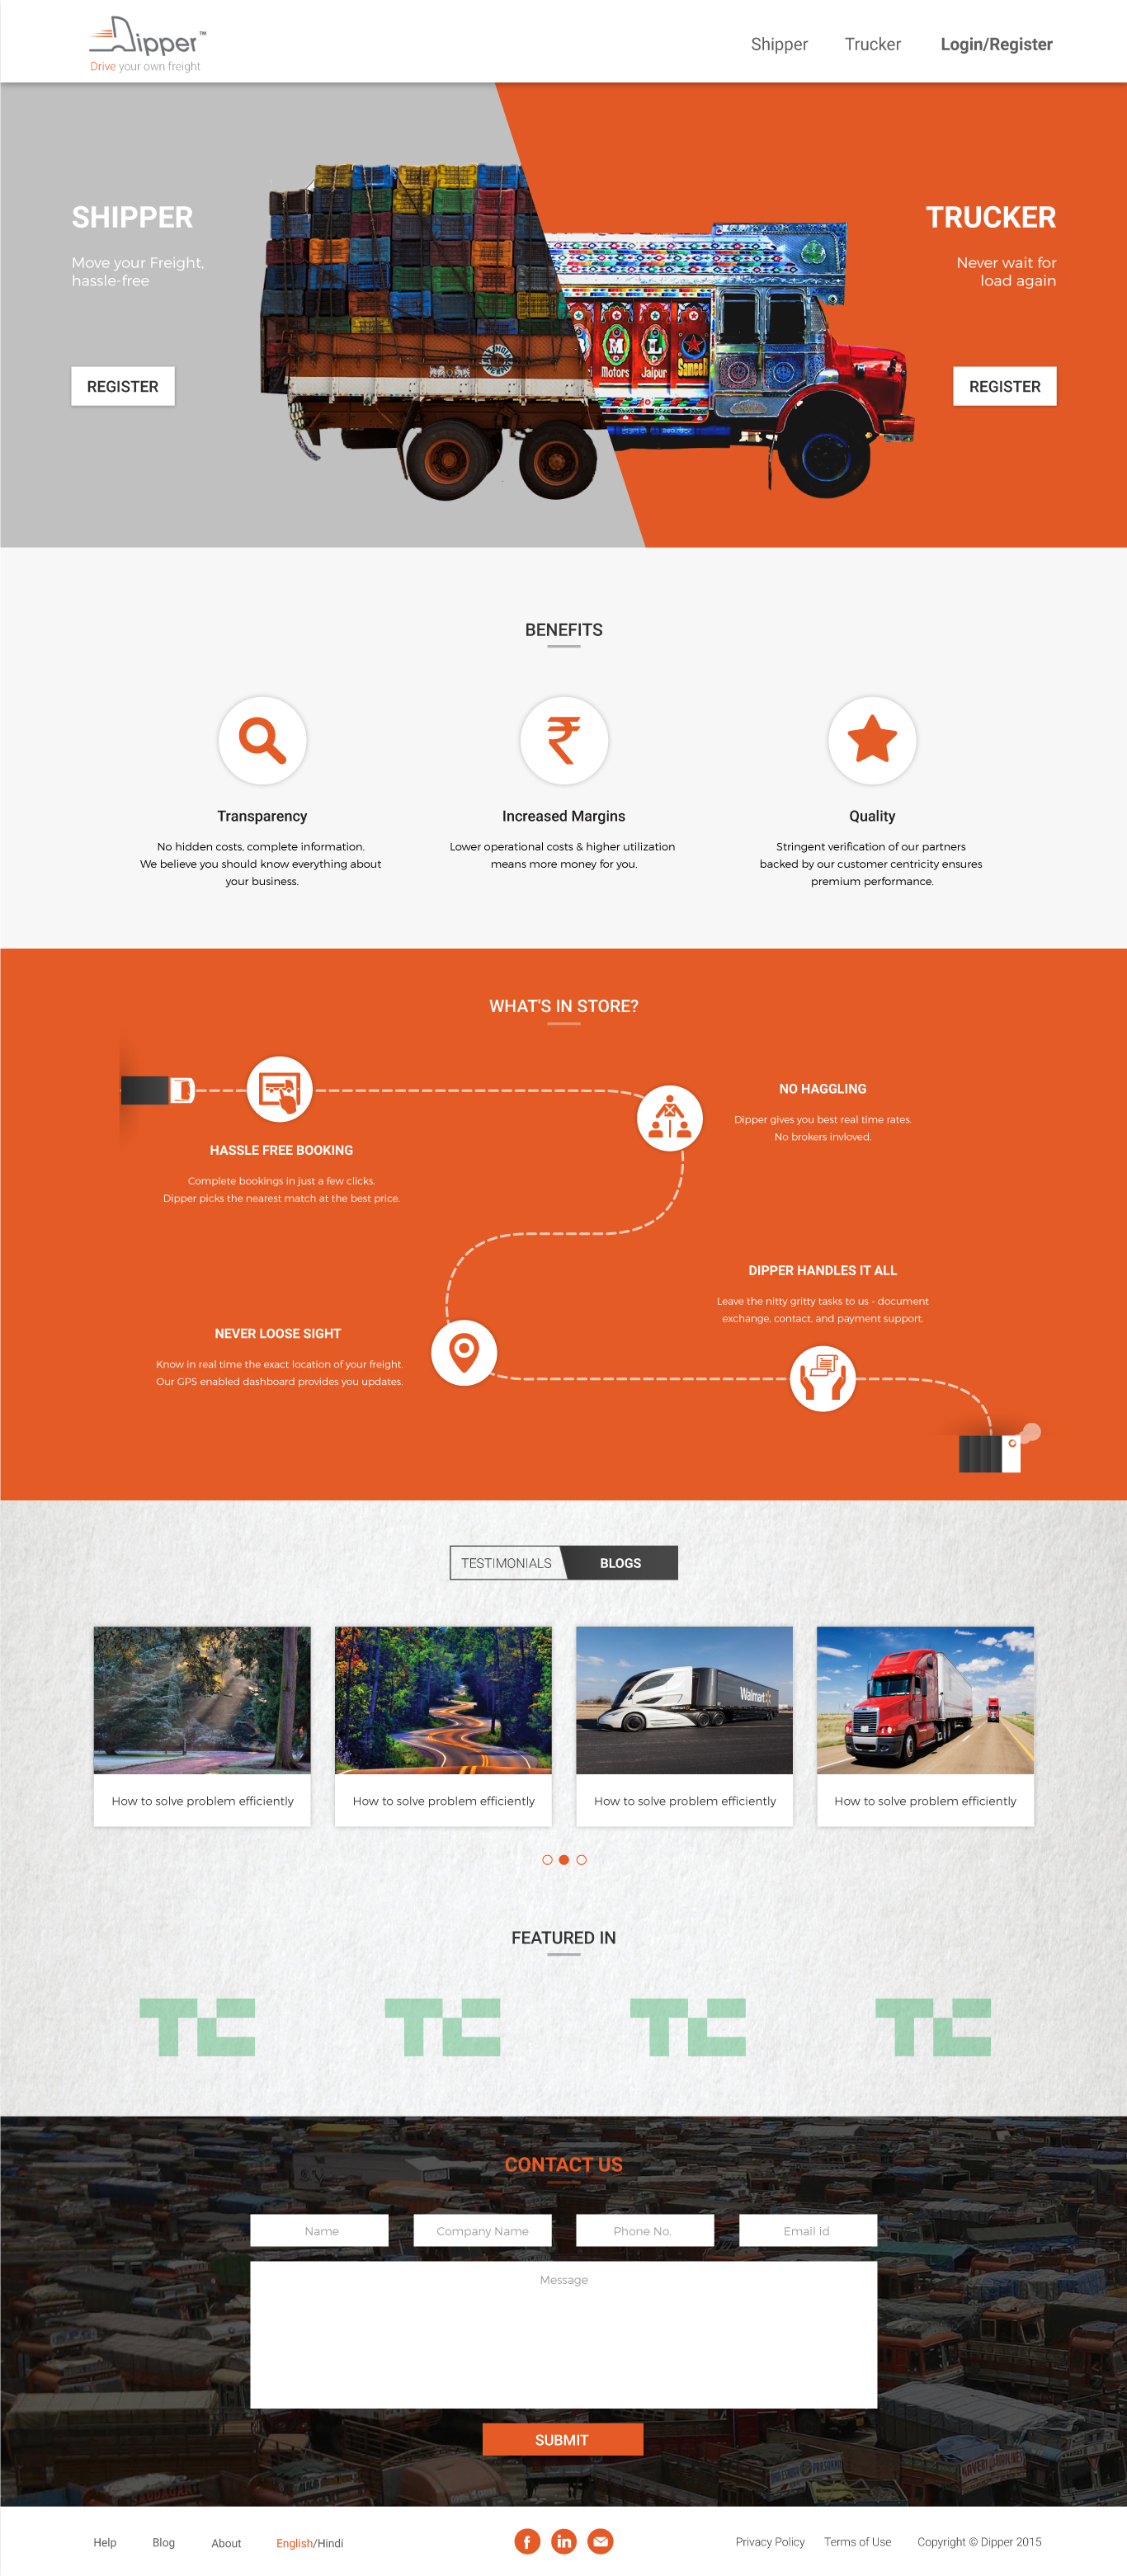 Dipper™
Drive your own freight
Shipper
Trucker
Login/Register
SHIPPER
Move your Freight,
hassle-free
REGISTER
TRUCKER
Never wait for
load again
REGISTER
M L
Motors Jaipur
BENEFITS
₹
Transparency
No hidden costs, complete information.
We believe you should know everything about
your business.
Increased Margins
Lower operational costs & higher utilization
means more money for you.
Quality
Stringent verification of our partners
backed by our customer centricity ensures
premium performance.
WHAT'S IN STORE?
HASSLE FREE BOOKING
Complete bookings in just a few clicks.
Dipper picks the nearest match at the best price.
NO HAGGLING
Dipper gives you best real time rates.
No brokers invloved.
NEVER LOOSE SIGHT
Know in real time the exact location of your freight.
Our GPS enabled dashboard provides you updates.
DIPPER HANDLES IT ALL
Leave the nitty gritty tasks to us - document
exchange, contact, and payment support.
TESTIMONIALS
BLOGS
Walmart
How to solve problem efficiently
How to solve problem efficiently
How to solve problem efficiently
How to solve problem efficiently
FEATURED IN
TC
TC
TC
TC
CONTACT US
Name
Company Name
Phone No.
Email id
Message
SUBMIT
Help
Blog
About
English/Hindi
f
in
Privacy Policy
Terms of Use
Copyright © Dipper 2015